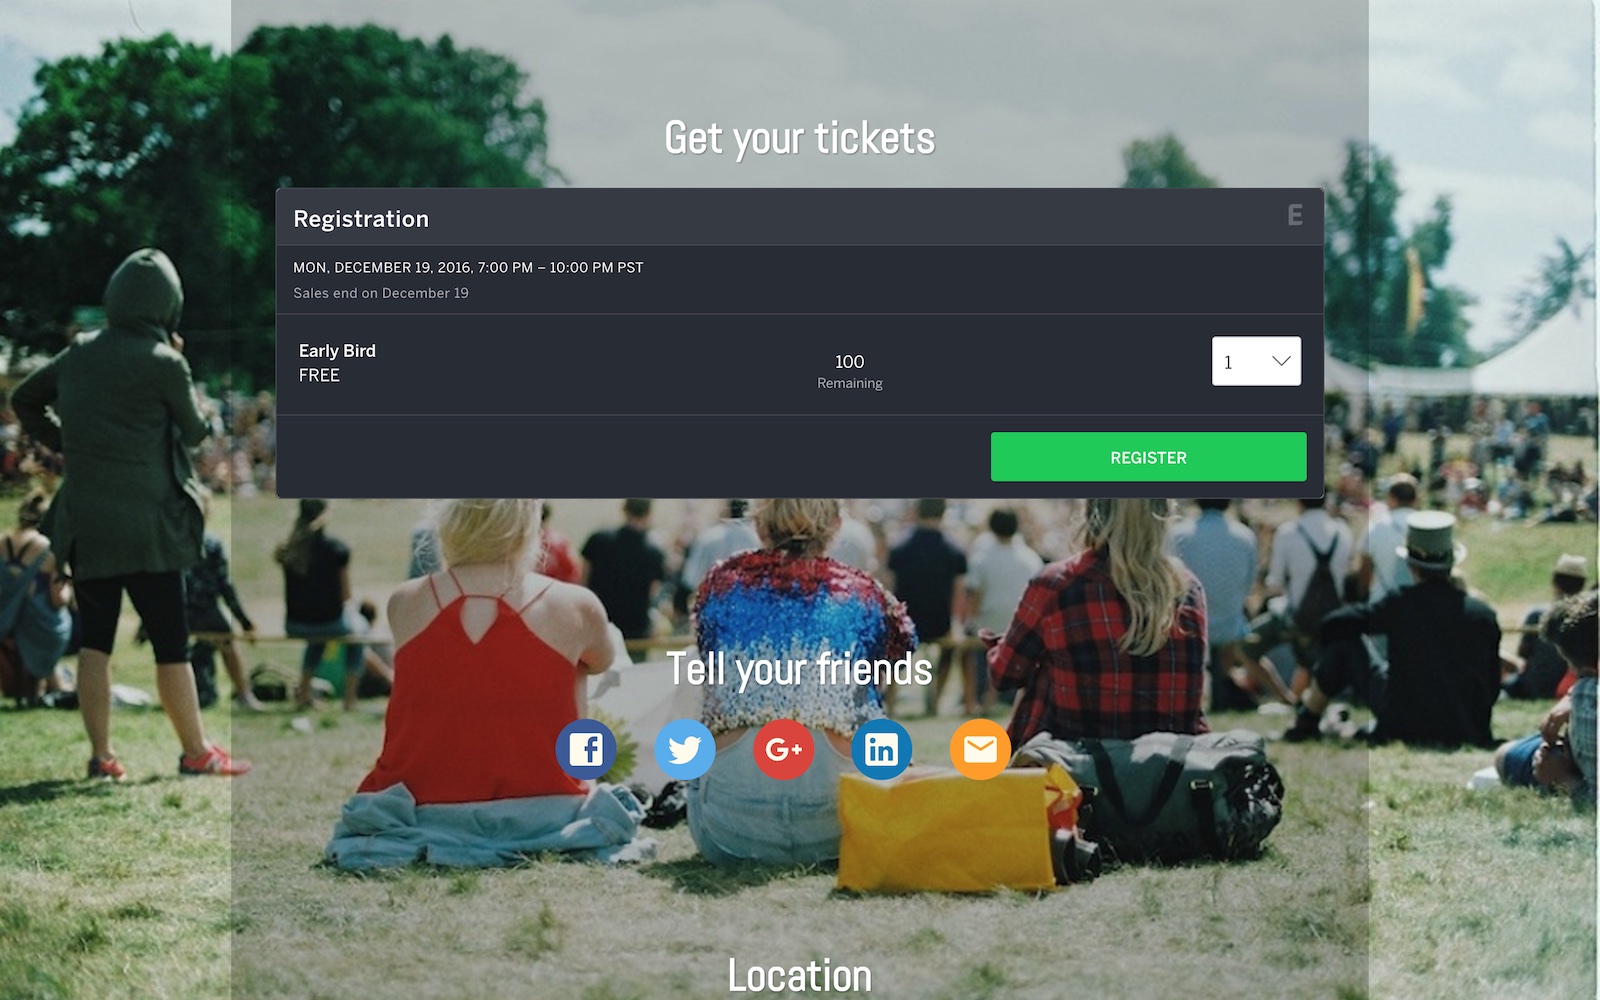 Get your tickets
Registration
E
MON, DECEMBER 19, 2016, 7:00 PM – 10:00 PM PST
Sales end on December 19
Early Bird
FREE
100
Remaining
1
REGISTER
Tell your friends
f
G+
in
Location